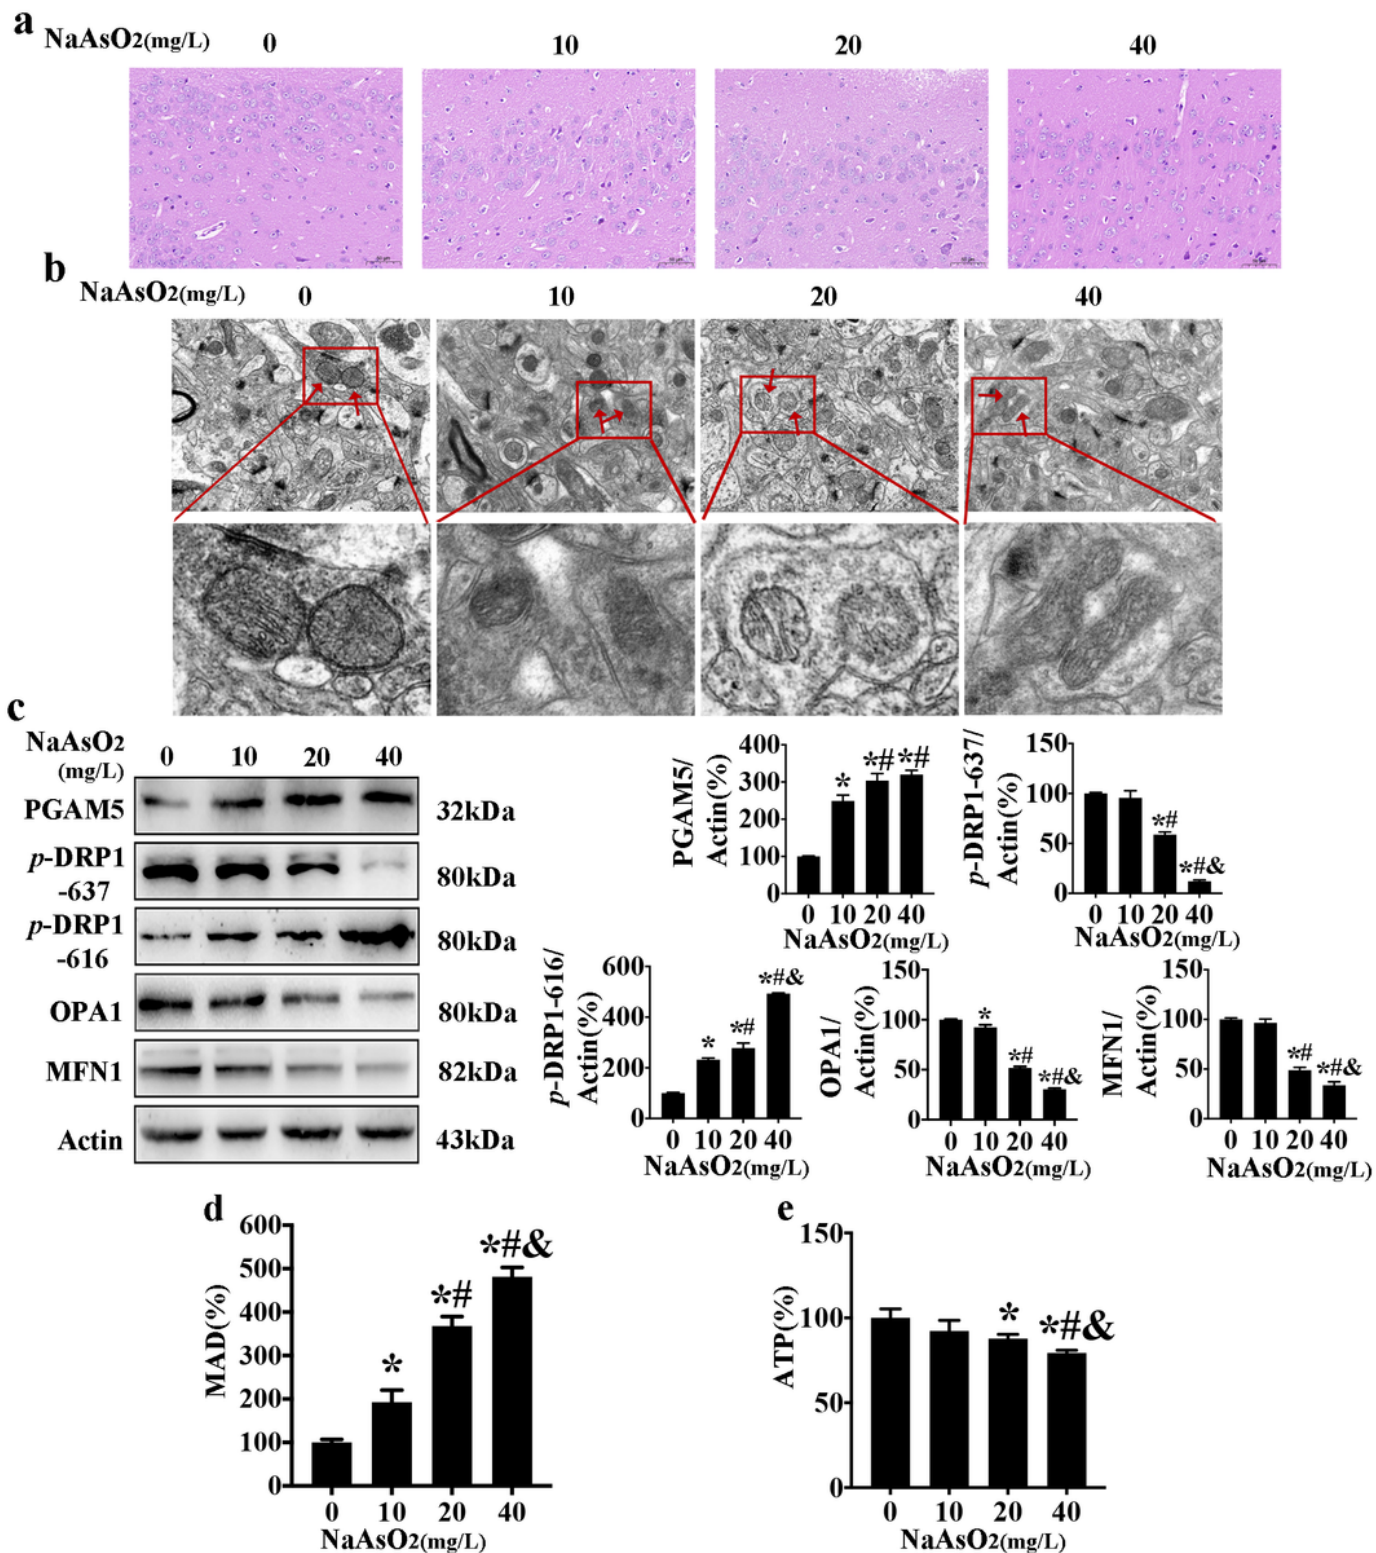 a
NaAsO2(mg/L) 0 10 20 40
b
NaAsO2(mg/L) 0 10 20 40
c
NaAsO2
(mg/L)
0 10 20 40
PGAM5 32kDa
p-DRP1
-637
80kDa
p-DRP1
-616
80kDa
OPA1 80kDa
MFN1 82kDa
Actin 43kDa
PGAM5/
Actin(%)
400
300
200
100
0
*
*#
*#
0 10 20 40
NaAsO2(mg/L)
p-DRP1-637/
Actin(%)
150
100
50
0
*#
*#&
0 10 20 40
NaAsO2(mg/L)
p-DRP1-616/
Actin(%)
600
400
200
0
*
*#
*#&
0 10 20 40
NaAsO2(mg/L)
OPA1/
Actin(%)
150
100
50
0
*
*#
*#&
0 10 20 40
NaAsO2(mg/L)
MFN1/
Actin(%)
150
100
50
0
*#
*#&
0 10 20 40
NaAsO2(mg/L)
d
MAD(%)
600
500
400
300
200
100
0
*
*#
*#&
0 10 20 40
NaAsO2(mg/L)
e
ATP(%)
150
100
50
0
*
*#&
0 10 20 40
NaAsO2(mg/L)